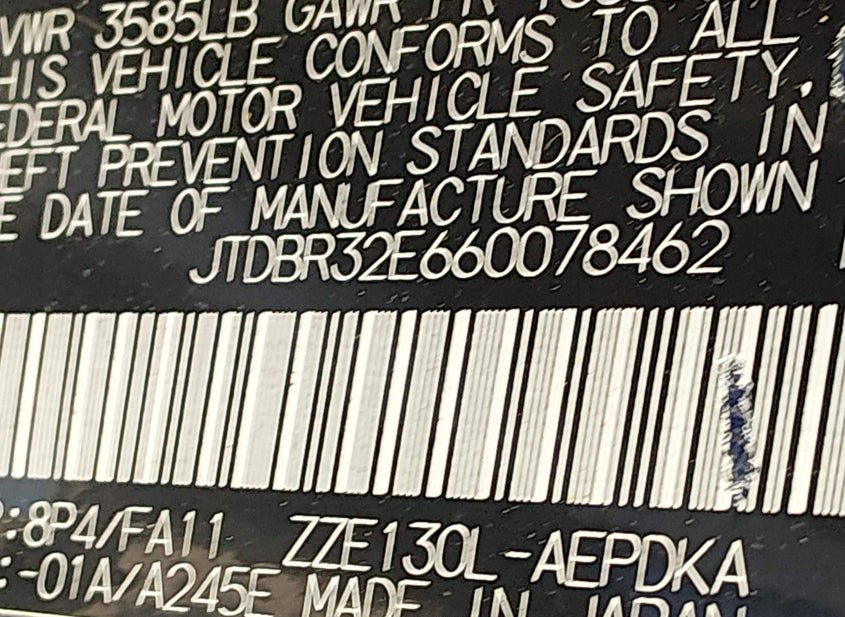 VWR 3585LB GAWR FR
HIS VEHICLE CONFORMS TO ALL
EDERAL MOTOR VEHICLE SAFETY,
EFT PREVENTION STANDARDS IN
E DATE OF MANUFACTURE SHOWN
JTDBR32E660078462
:8P4/FA11 ZZE130L-AEPDKA
:-01A/A245E MADE IN JAPAN